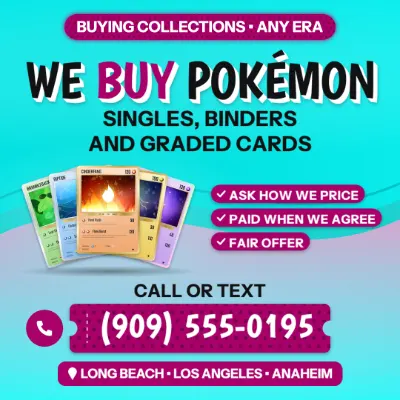 BUYING COLLECTIONS • ANY ERA
WE BUY POKÉMON
SINGLES, BINDERS
AND GRADED CARDS
ASK HOW WE PRICE
PAID WHEN WE AGREE
FAIR OFFER
CALL OR TEXT
(909) 555-0195
LONG BEACH • LOS ANGELES • ANAHEIM